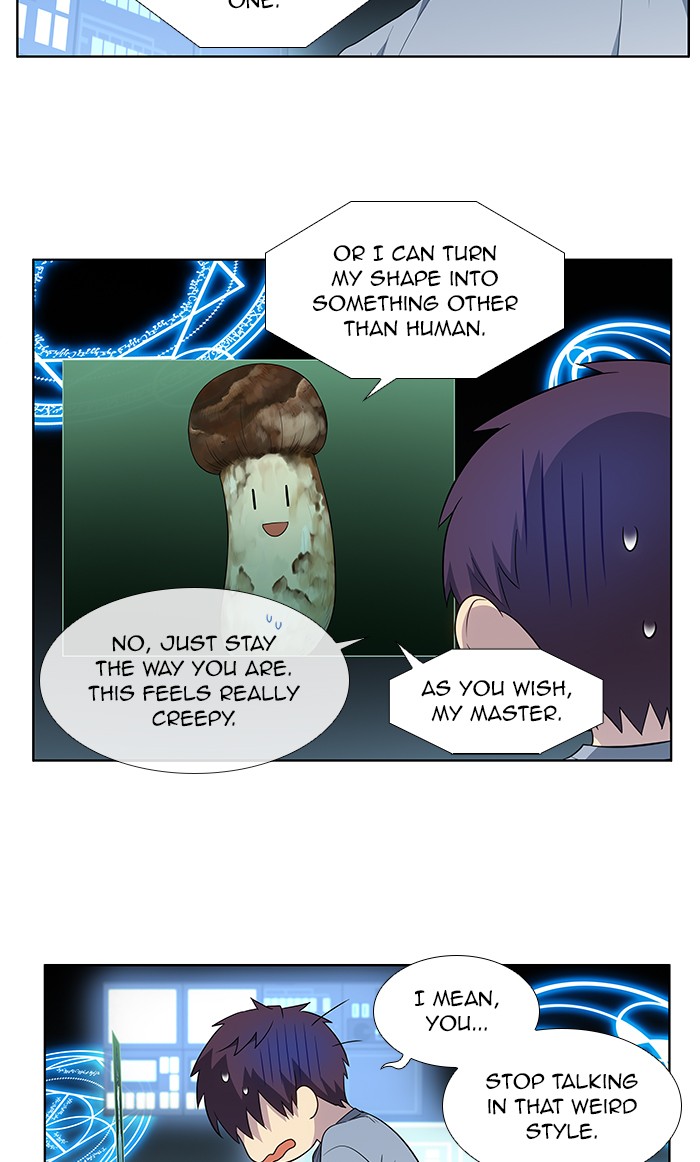 ONE.
OR I CAN TURN
MY SHAPE INTO
SOMETHING OTHER
THAN HUMAN.
NO, JUST STAY
THE WAY YOU ARE.
THIS FEELS REALLY
CREEPY.
AS YOU WISH,
MY MASTER.
I MEAN,
YOU...
STOP TALKING
IN THAT WEIRD
STYLE.